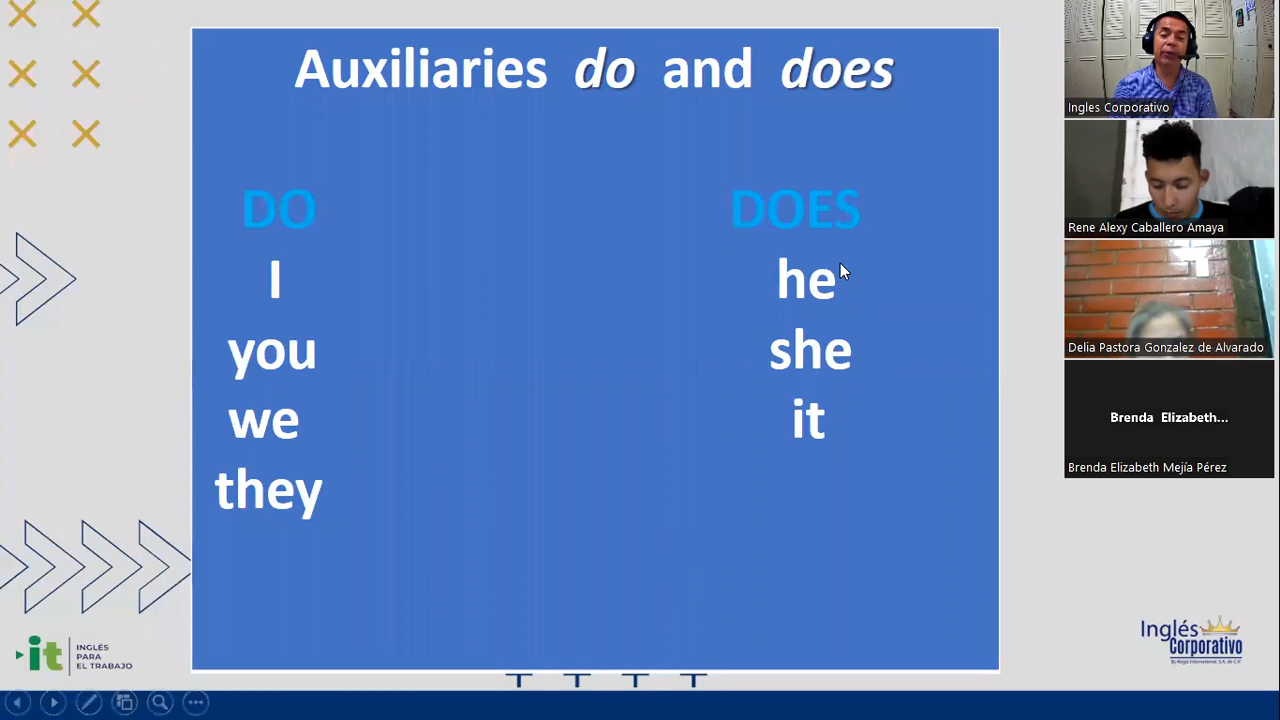 Auxiliaries do and does
DO
I
you
we
they
DOES
he
she
it
Ingles Corporativo
Rene Alexy Caballero Amaya
Delia Pastora Gonzalez de Alvarado
Brenda Elizabeth...
Brenda Elizabeth Mejía Pérez
it
INGLÉS
PARA
EL TRABAJO
Inglés
Corporativo